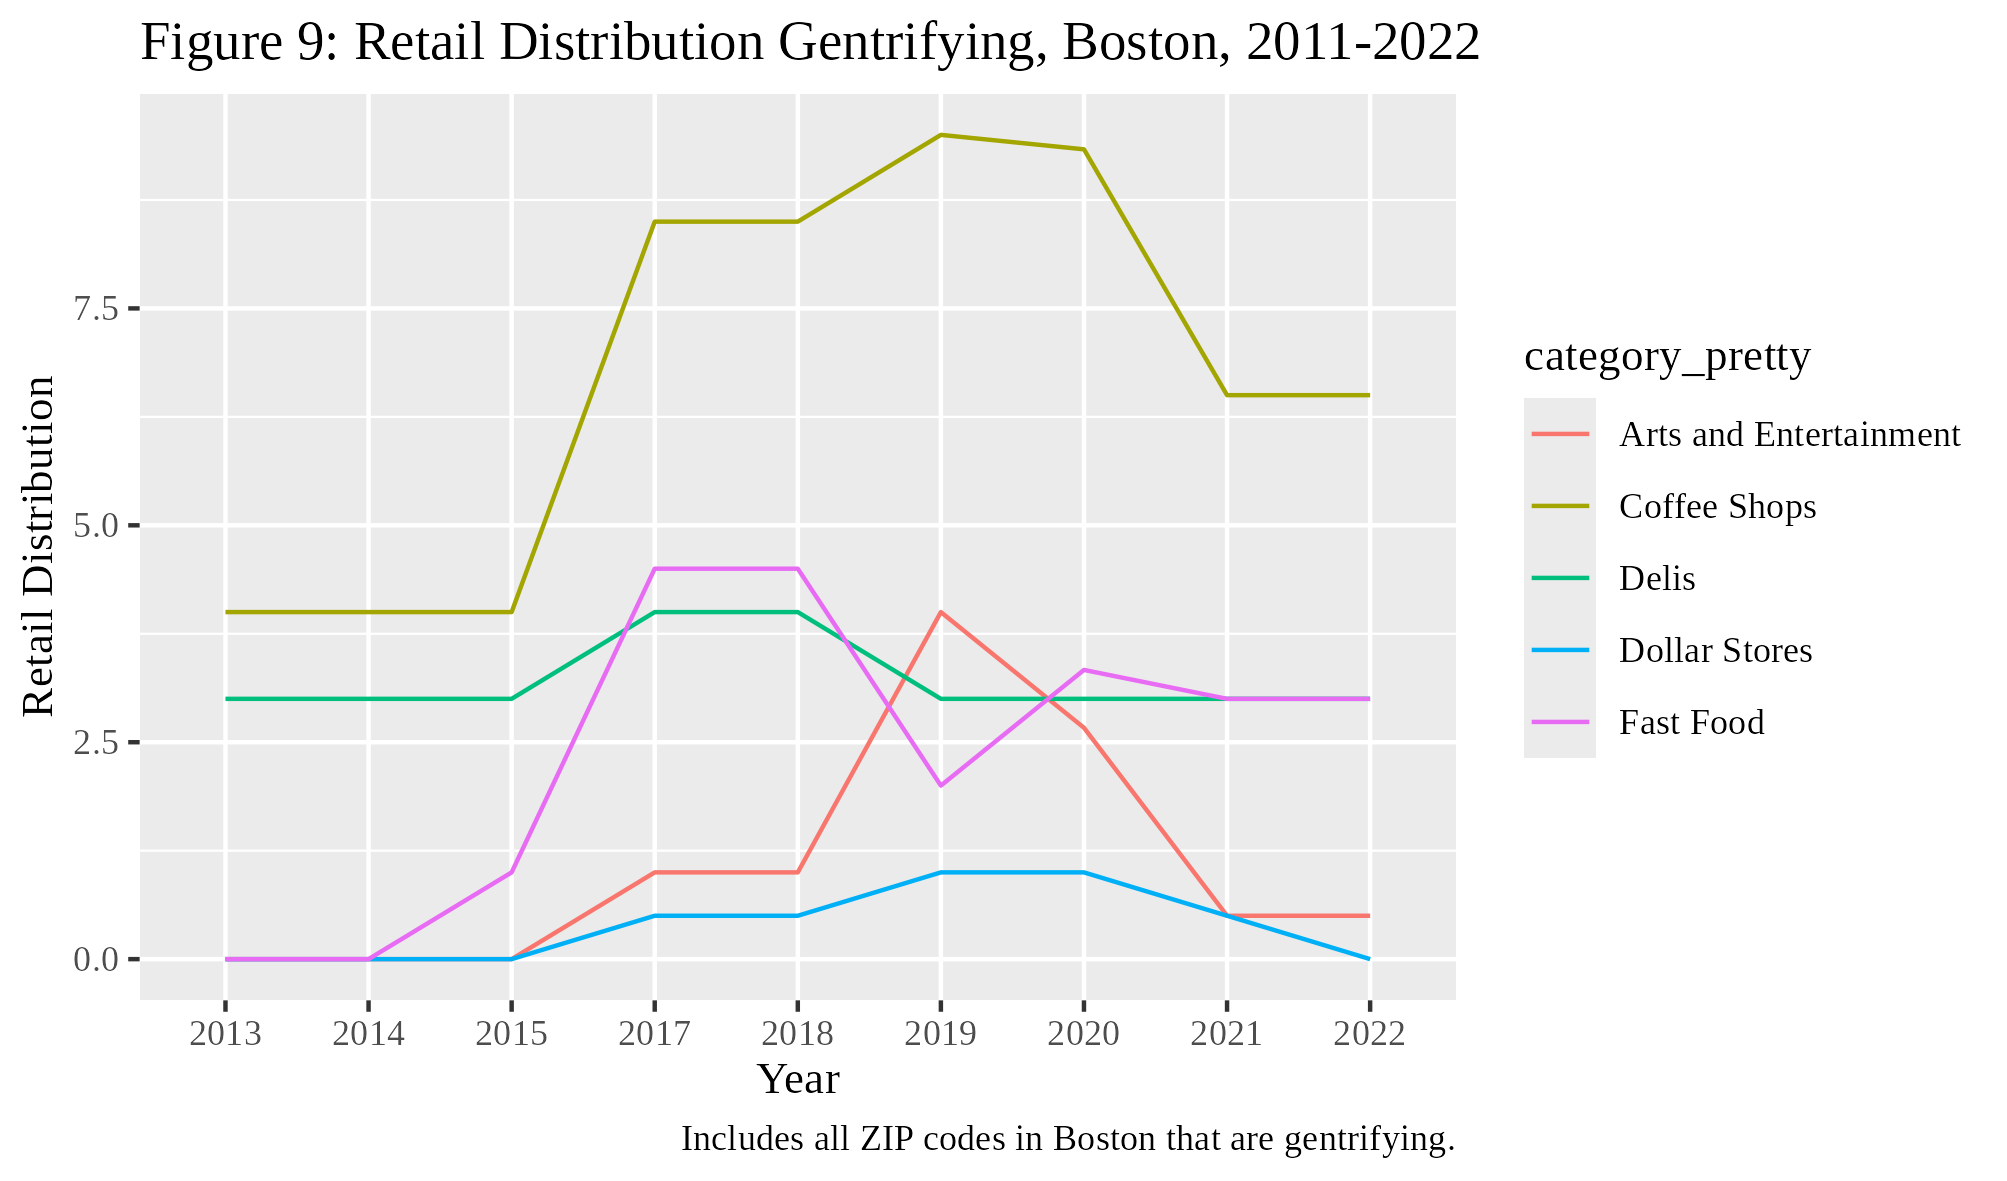 Figure 9: Retail Distribution Gentrifying, Boston, 2011-2022
Retail Distribution
7.5
5.0
2.5
0.0
2013 2014 2015 2017 2018 2019 2020 2021 2022
Year
Includes all ZIP codes in Boston that are gentrifying.
category_pretty
Arts and Entertainment
Coffee Shops
Delis
Dollar Stores
Fast Food